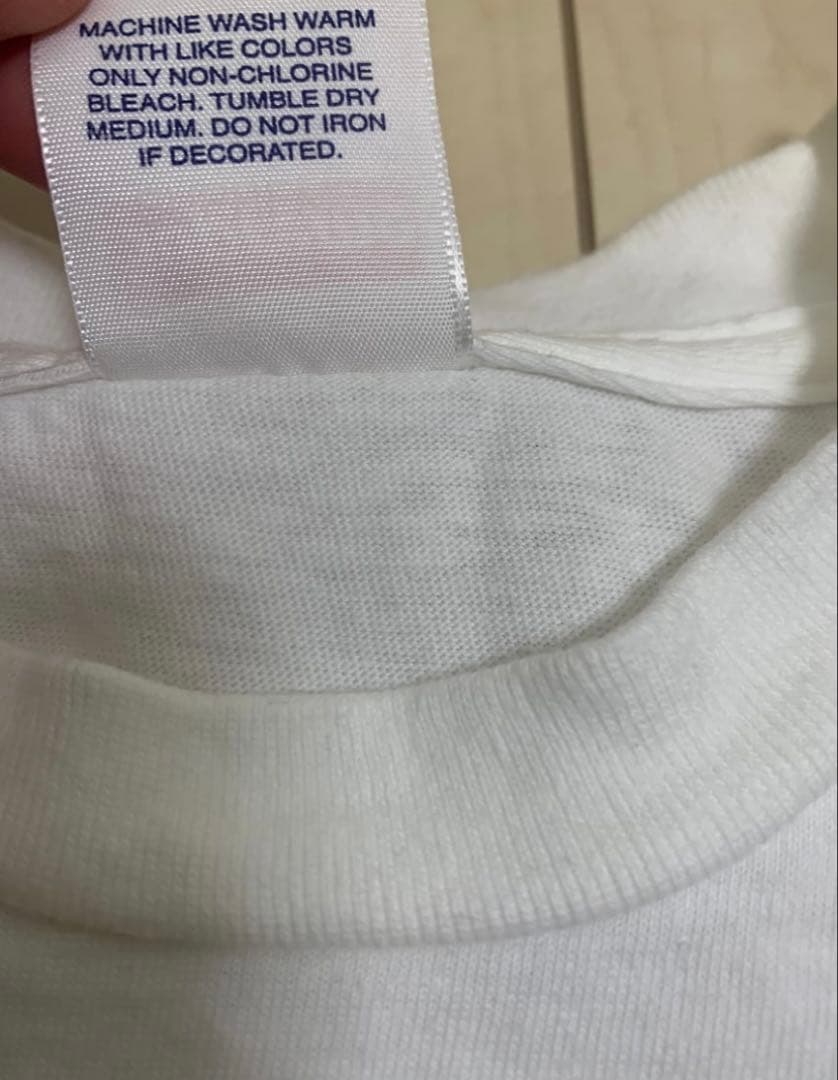 MACHINE WASH WARM
WITH LIKE COLORS
ONLY NON-CHLORINE
BLEACH. TUMBLE DRY
MEDIUM. DO NOT IRON
IF DECORATED.